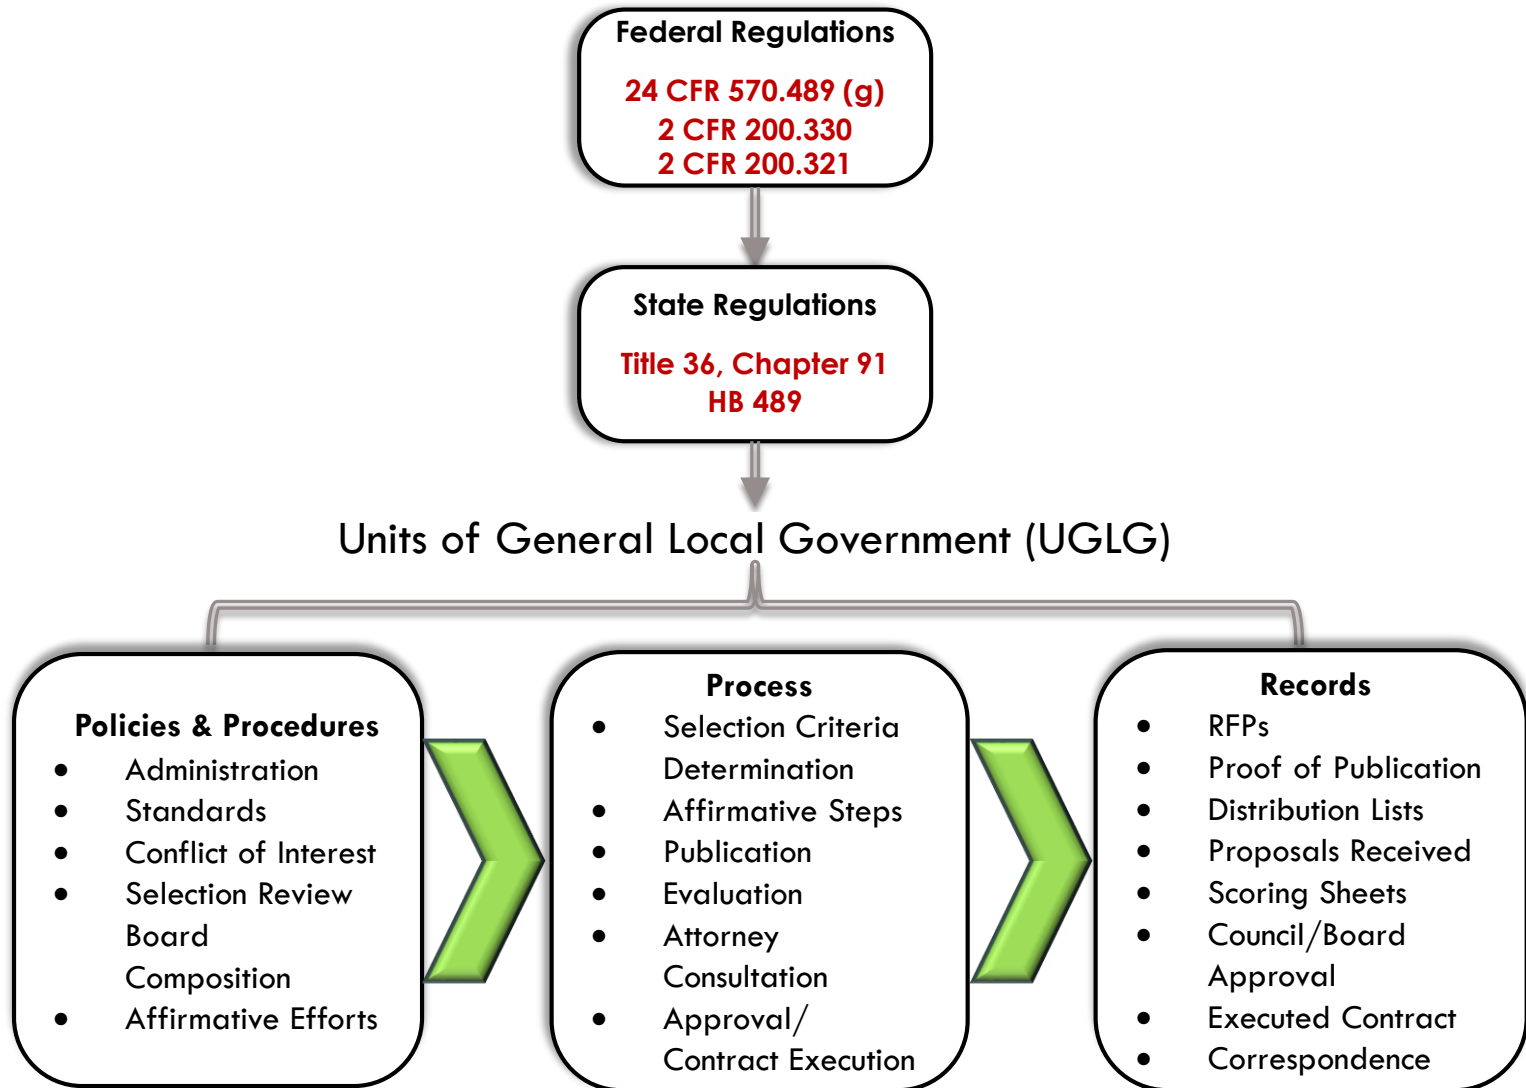 Federal Regulations
24 CFR 570.489 (g)
2 CFR 200.330
2 CFR 200.321
State Regulations
Title 36, Chapter 91
HB 489
Units of General Local Government (UGLG)
Policies & Procedures
• Administration
• Standards
• Conflict of Interest
• Selection Review
Board
Composition
• Affirmative Efforts
Process
• Selection Criteria
Determination
• Affirmative Steps
• Publication
• Evaluation
• Attorney
Consultation
• Approval/
Contract Execution
Records
• RFPs
• Proof of Publication
• Distribution Lists
• Proposals Received
• Scoring Sheets
• Council/Board
Approval
• Executed Contract
• Correspondence